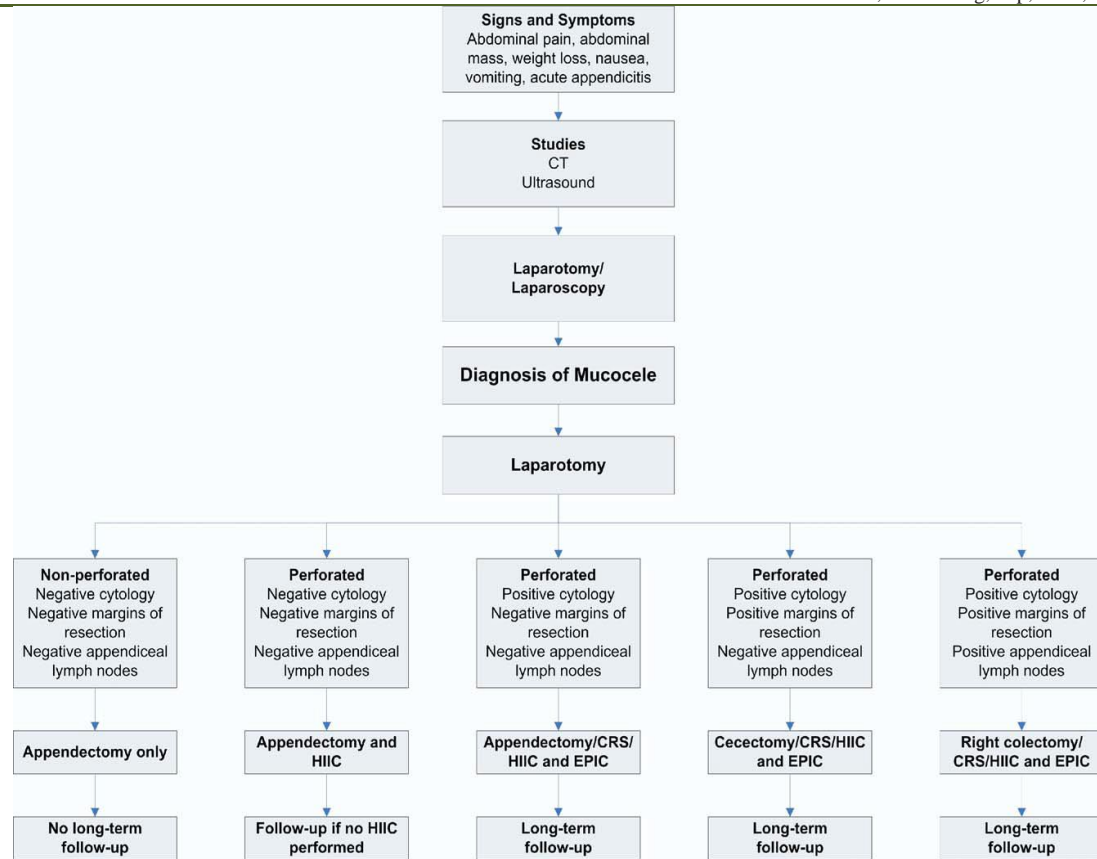 Signs and Symptoms
Abdominal pain, abdominal
mass, weight loss, nausea,
vomiting, acute appendicitis
Studies
CT
Ultrasound
Laparotomy/
Laparoscopy
Diagnosis of Mucocele
Laparotomy
Non-perforated
Negative cytology
Negative margins of
resection
Negative appendiceal
lymph nodes
Perforated
Negative cytology
Negative margins of
resection
Negative appendiceal
lymph nodes
Perforated
Positive cytology
Negative margins of
resection
Negative appendiceal
lymph nodes
Perforated
Positive cytology
Positive margins of
resection
Negative appendiceal
lymph nodes
Perforated
Positive cytology
Positive margins of
resection
Positive appendiceal
lymph nodes
Appendectomy only
Appendectomy and
HIIC
Appendectomy/CRS/
HIIC and EPIC
Cecectomy/CRS/HIIC
and EPIC
Right colectomy/
CRS/HIIC and EPIC
No long-term
follow-up
Follow-up if no HIIC
performed
Long-term
follow-up
Long-term
follow-up
Long-term
follow-up